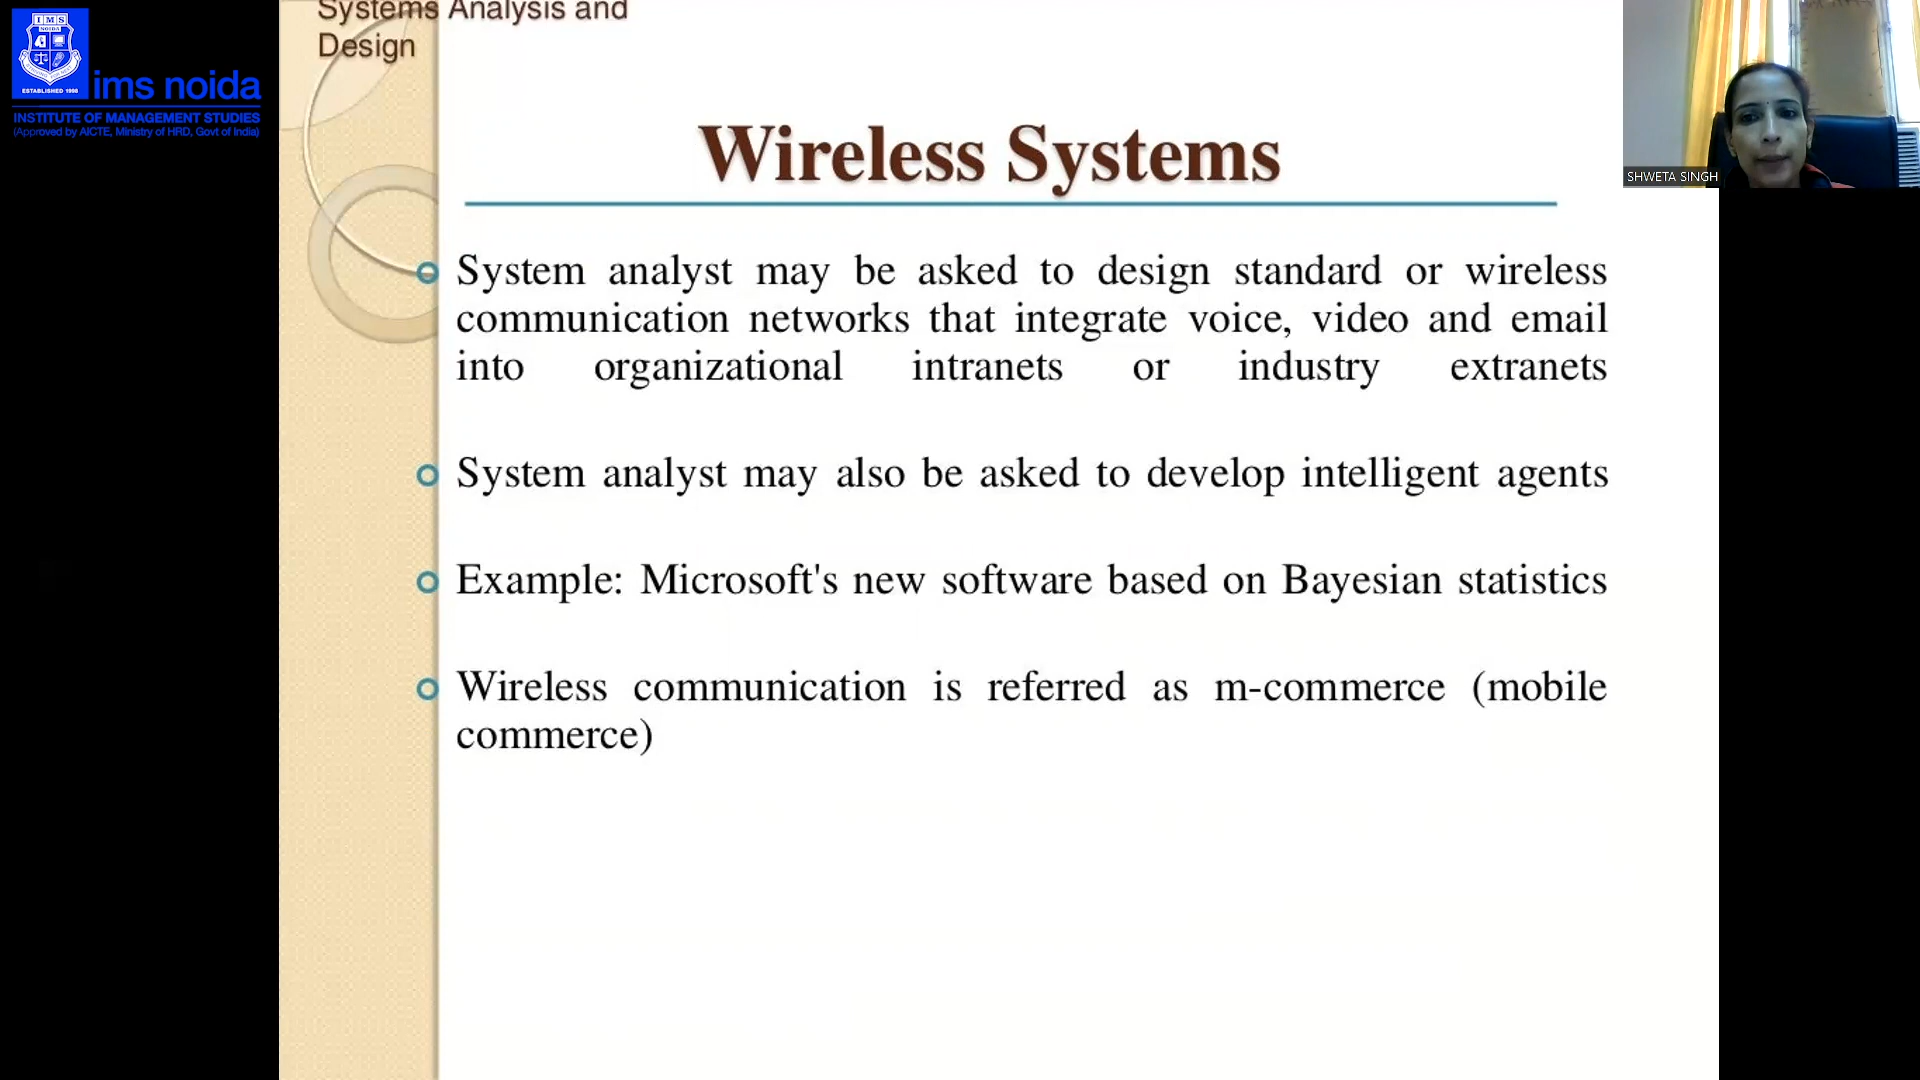 Systems Analysis and
Design
IMS
NOIDA
ESTABLISHED 1998
ims noida
INSTITUTE OF MANAGEMENT STUDIES
(Approved by AICTE, Ministry of HRD, Govt of India)
SHWETA SINGH
Wireless Systems
System analyst may be asked to design standard or wireless
communication networks that integrate voice, video and email
into organizational intranets or industry extranets
System analyst may also be asked to develop intelligent agents
Example: Microsoft's new software based on Bayesian statistics
Wireless communication is referred as m-commerce (mobile
commerce)